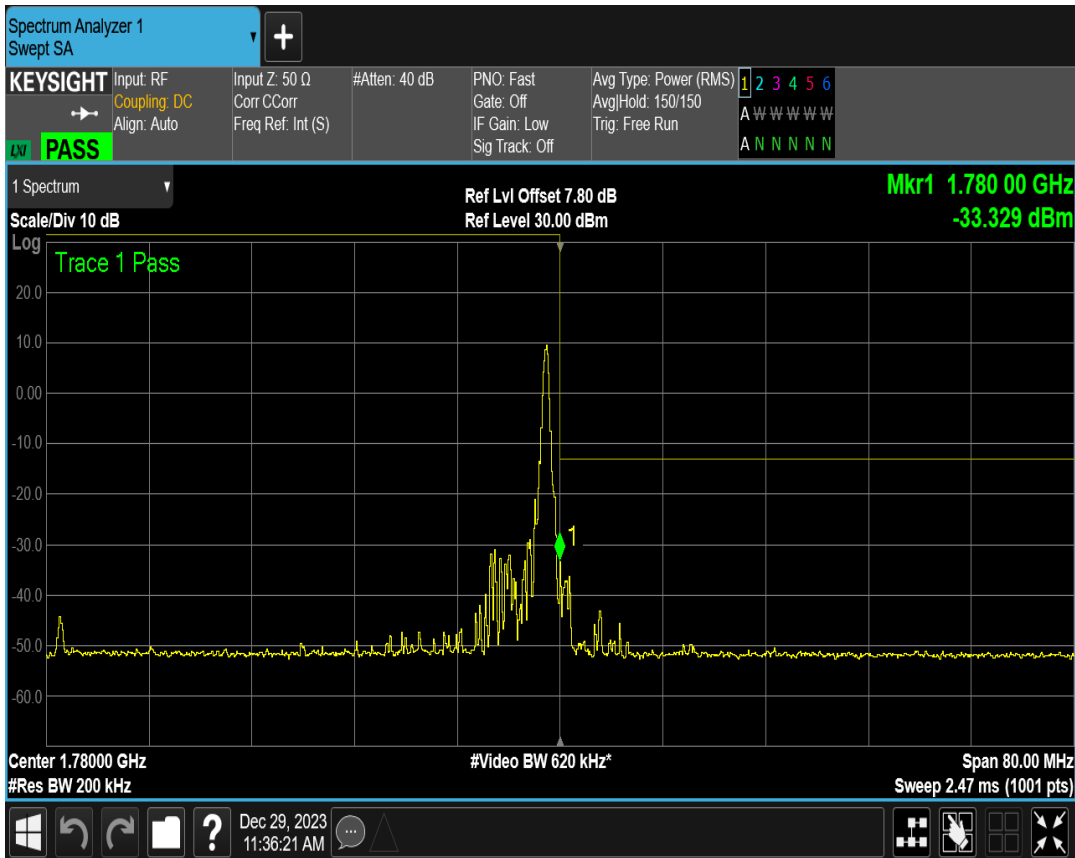 Spectrum Analyzer 1
Swept SA
+
KEYSIGHT
LXI PASS
Input: RF
Coupling: DC
Align: Auto
Input Z: 50 Ω
Corr CCorr
Freq Ref: Int (S)
#Atten: 40 dB
PNO: Fast
Gate: Off
IF Gain: Low
Sig Track: Off
Avg Type: Power (RMS)
Avg|Hold: 150/150
Trig: Free Run
1 2 3 4 5 6
A W W W W W
A N N N N N
1 Spectrum
Scale/Div 10 dB
Ref Lvl Offset 7.80 dB
Ref Level 30.00 dBm
Mkr1 1.780 00 GHz
-33.329 dBm
Log
Trace 1 Pass
20.0
10.0
0.00
-10.0
-20.0
-30.0
-40.0
-50.0
-60.0
1
Center 1.78000 GHz
#Res BW 200 kHz
#Video BW 620 kHz*
Span 80.00 MHz
Sweep 2.47 ms (1001 pts)
?
Dec 29, 2023
11:36:21 AM